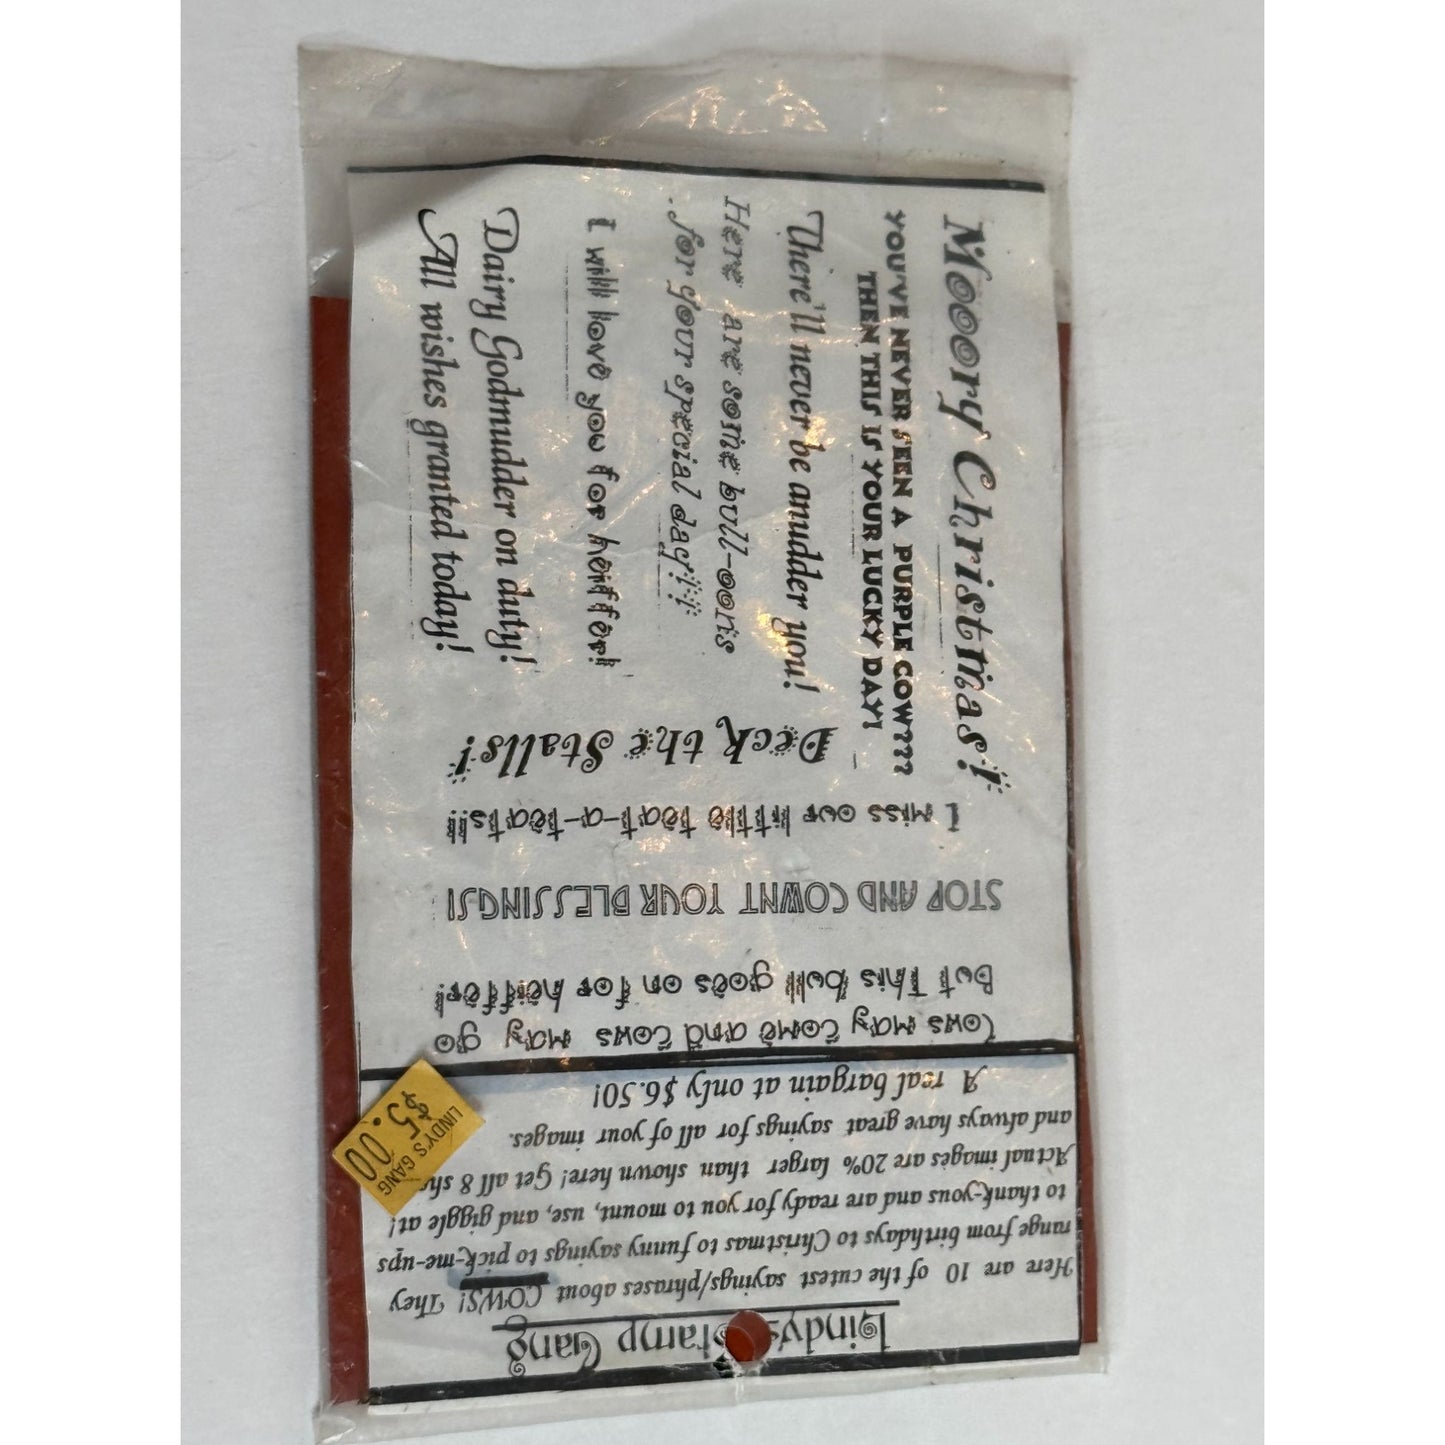 Lindy's Stamp Gang
Here are 10 of the cutest sayings/phrases about COWS! They
range from birthdays to Christmas to funny sayings to pick-me-ups
to thank-yous and are ready for you to mount, use, and giggle at!
Actual images are 20% larger than shown here! Get all 8
and always have great sayings for all of your images.
A real bargain at only $6.50!
LINDY'S GANG
$5.00
Cows may come and cows may go
But this bull goes on for heiffer!
STOP AND COWNT YOUR BLESSINGS!
I miss our little teat-a-teats!!
Deck the Stalls!
Mooory Christmas!
YOU'VE NEVER SEEN A PURPLE COW???
THEN THIS IS YOUR LUCKY DAY!
There'll never be anudder you!
Here are some bull-oons
..for your special day!!
I will love you for heiffer!
Dairy Godmudder on duty!
All wishes granted today!